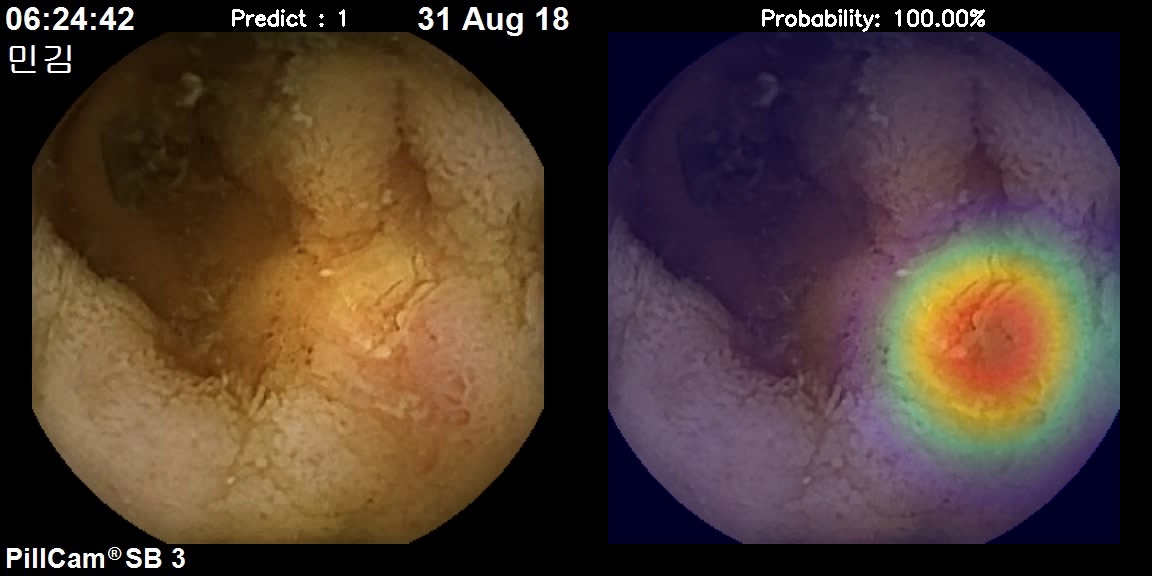 06:24:42
Predict : 1
31 Aug 18
Probability: 100.00%
민김
PillCam® SB 3